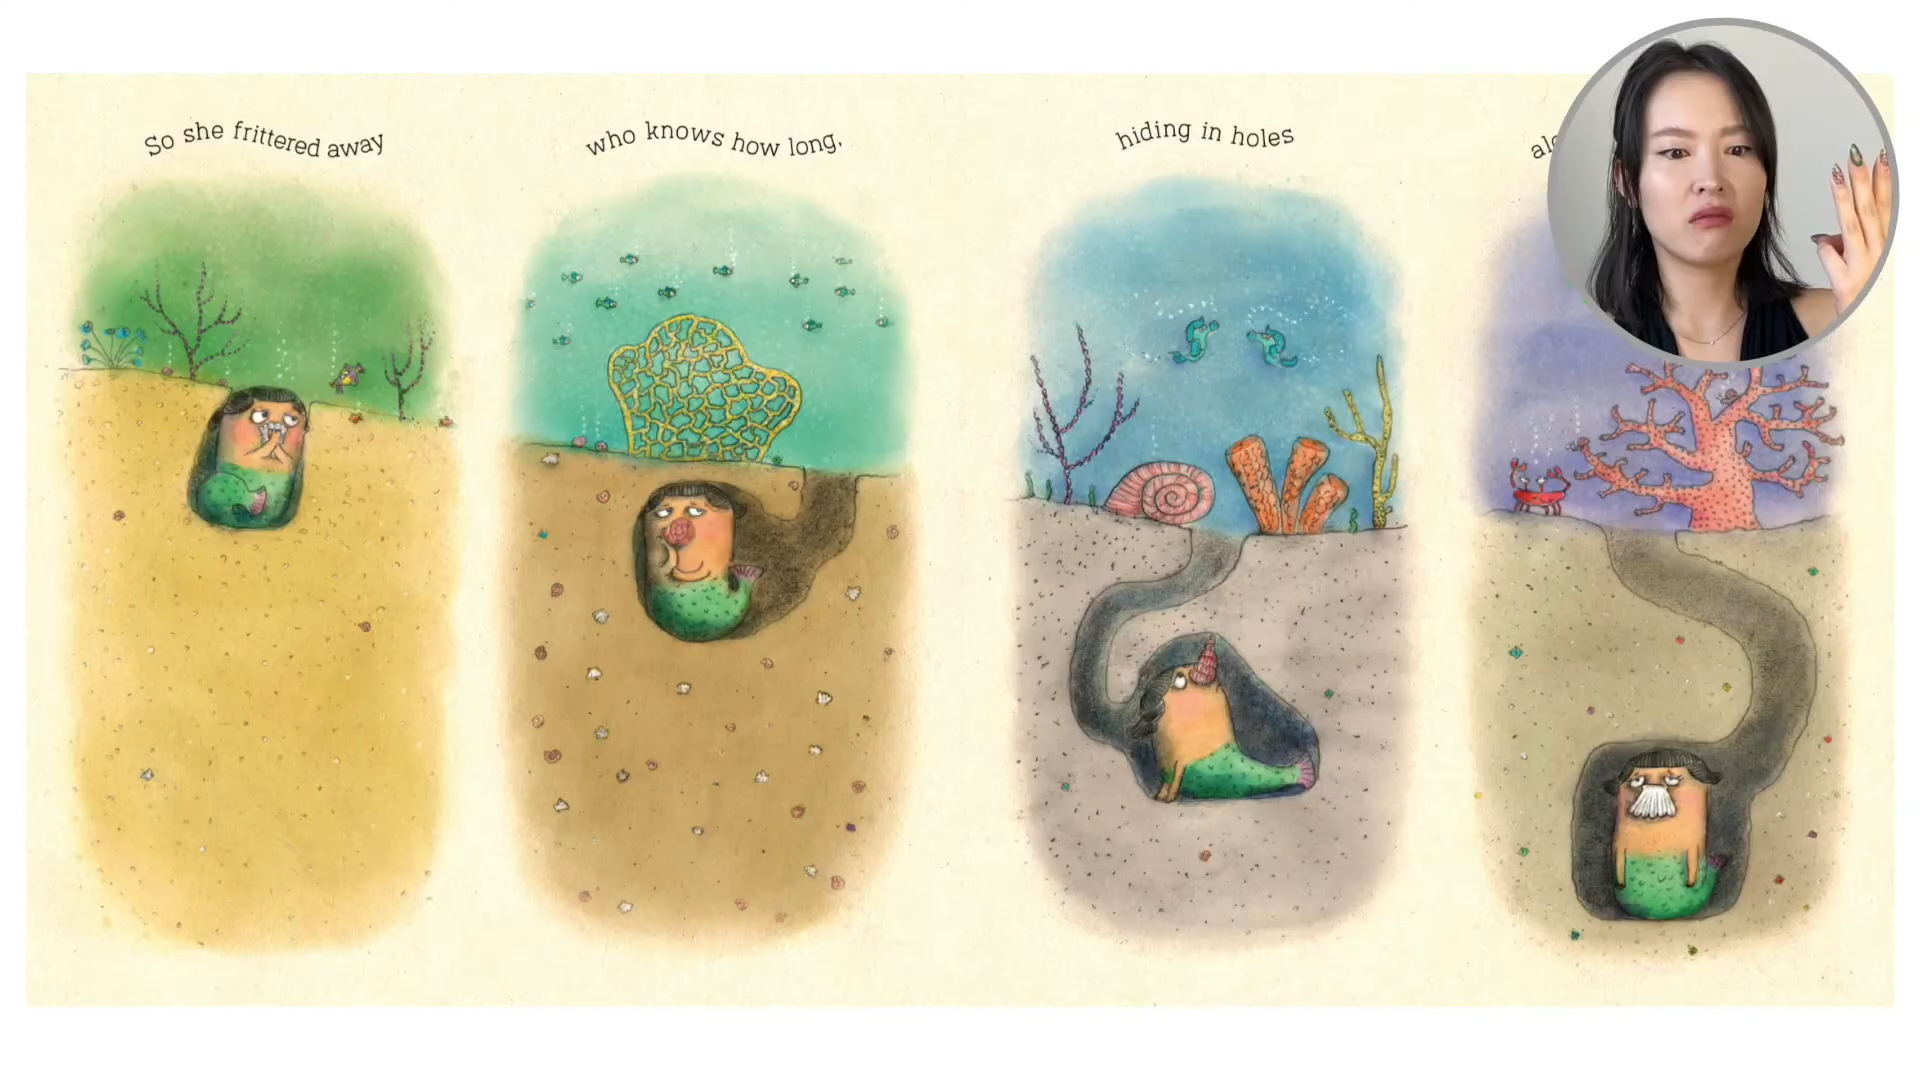 So she frittered away
who knows how long,
hiding in holes